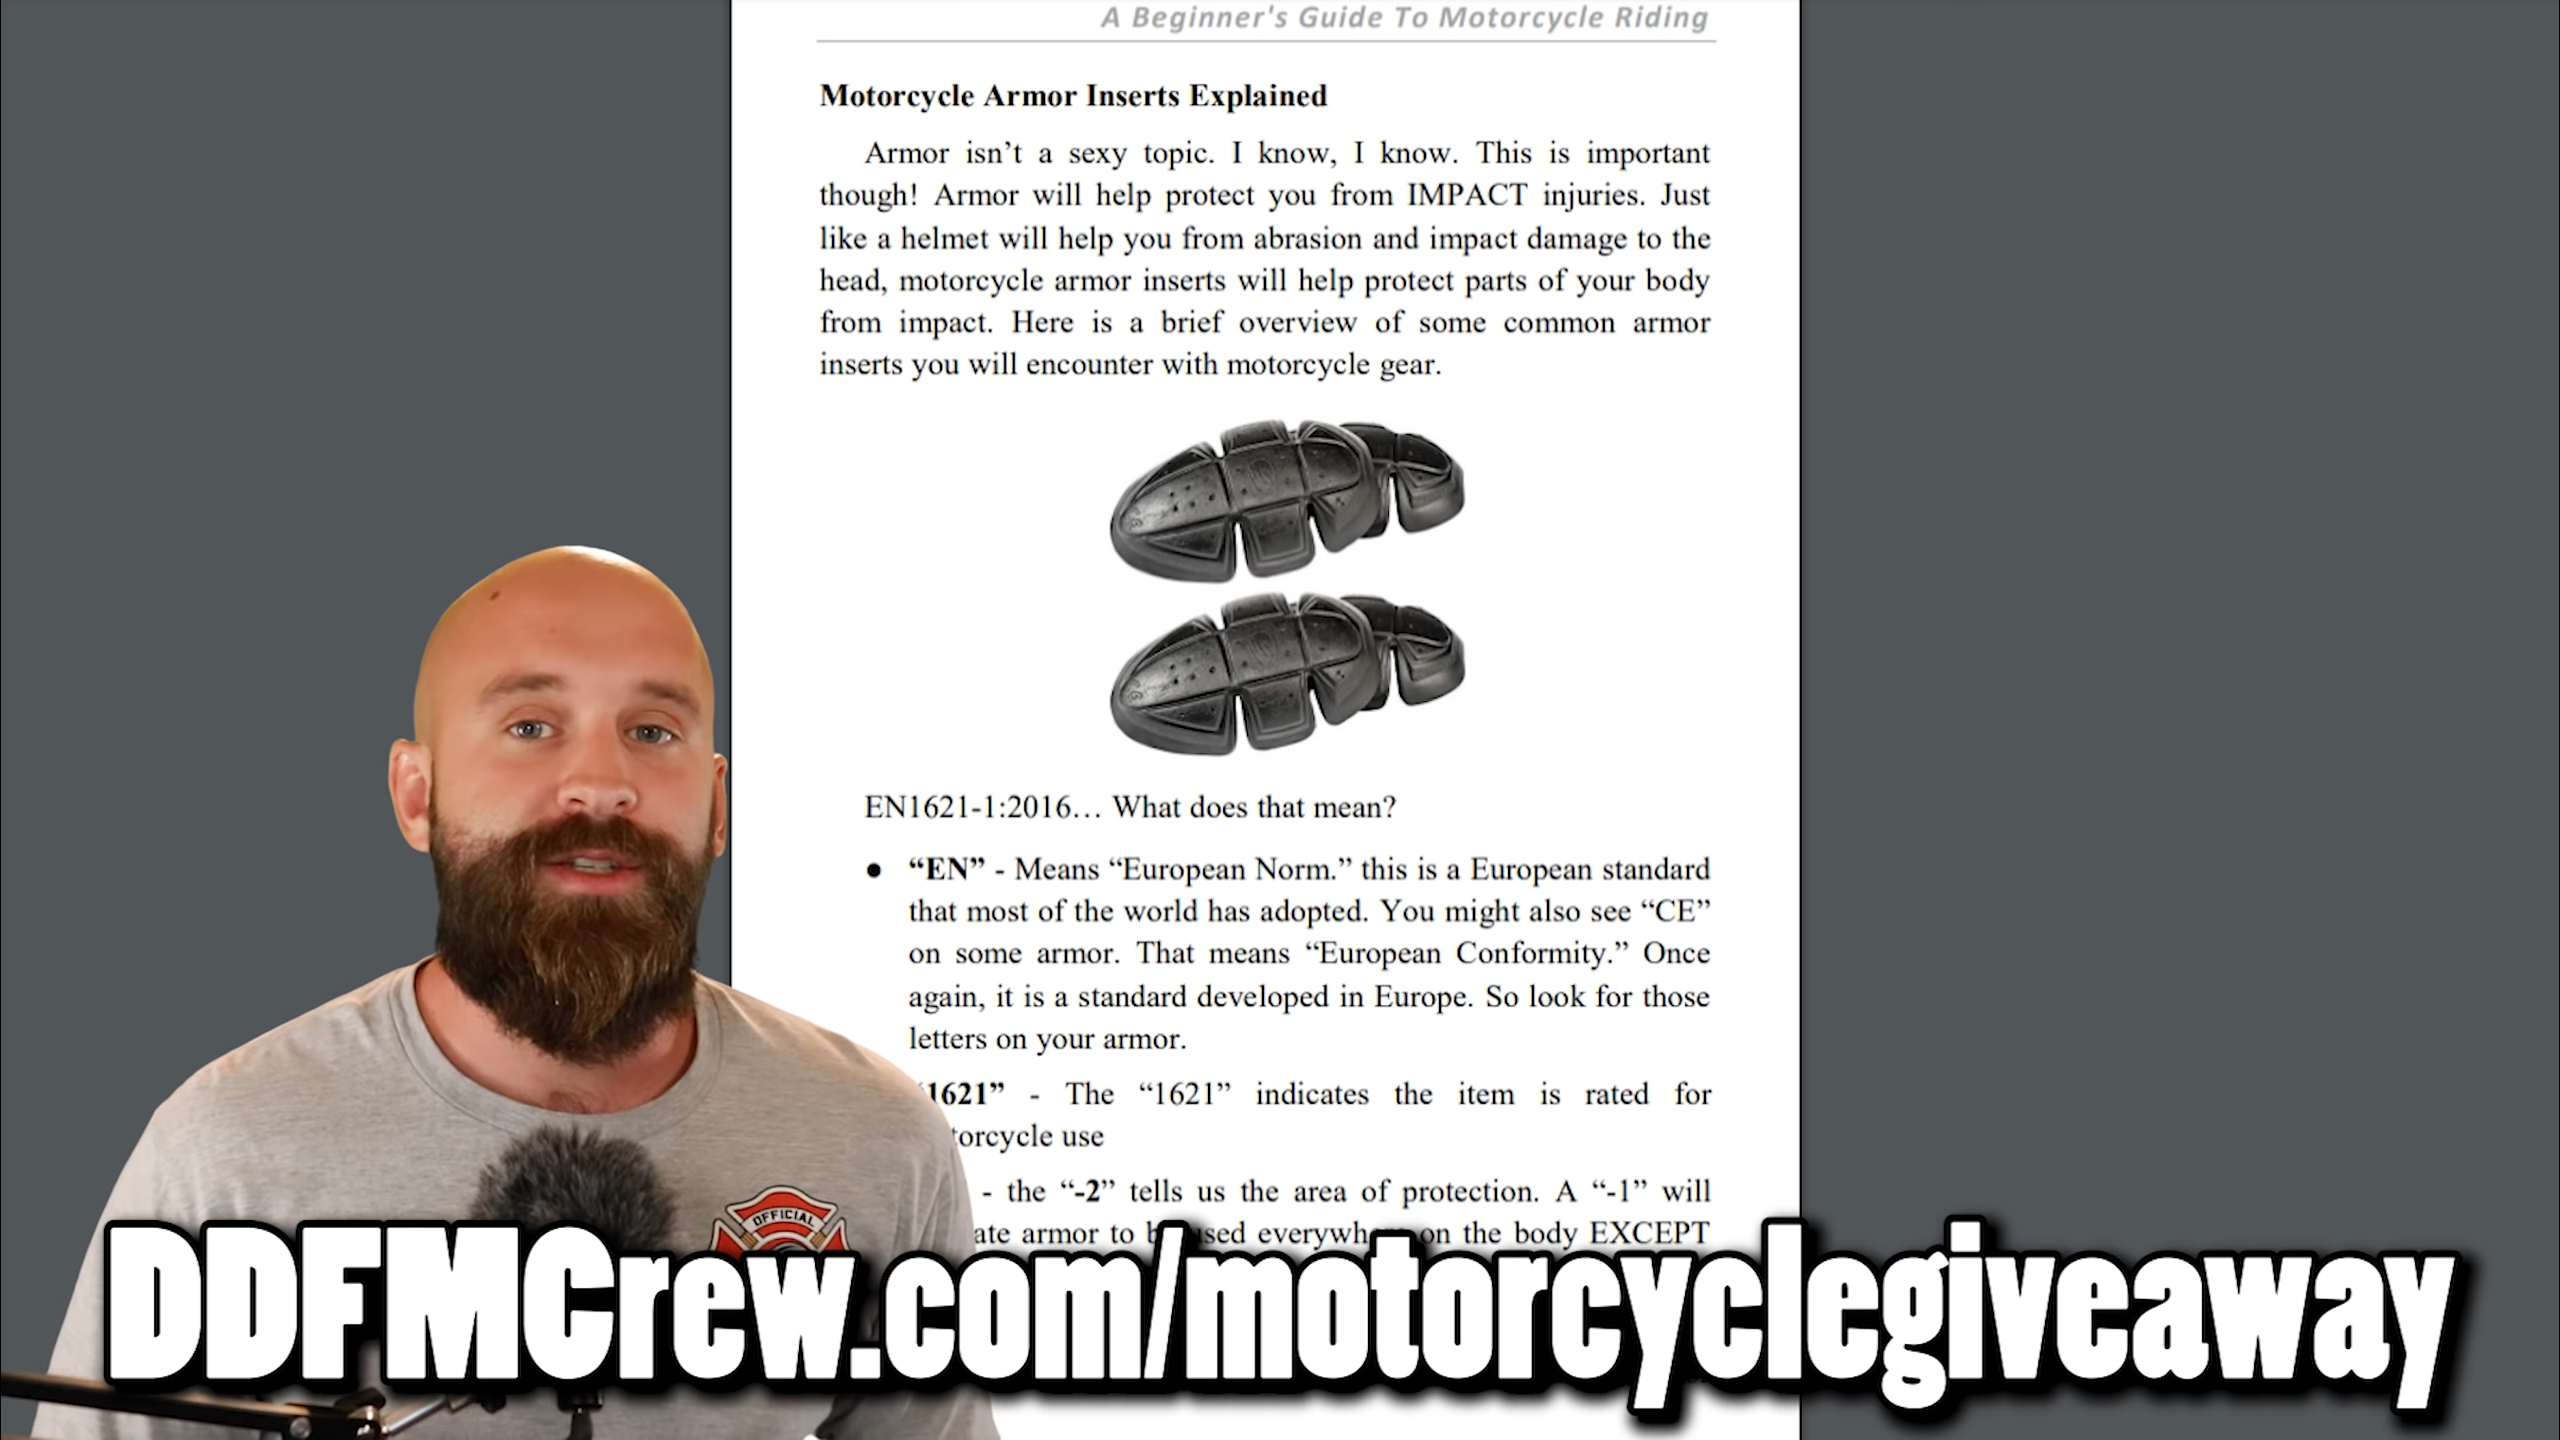 A Beginner's Guide To Motorcycle Riding
Motorcycle Armor Inserts Explained
Armor isn’t a sexy topic. I know, I know. This is important
though! Armor will help protect you from IMPACT injuries. Just
like a helmet will help you from abrasion and impact damage to the
head, motorcycle armor inserts will help protect parts of your body
from impact. Here is a brief overview of some common armor
inserts you will encounter with motorcycle gear.
EN1621-1:2016… What does that mean?
● “EN” - Means “European Norm.” this is a European standard
that most of the world has adopted. You might also see “CE”
on some armor. That means “European Conformity.” Once
again, it is a standard developed in Europe. So look for those
letters on your armor.
1621” - The “1621” indicates the item is rated for
torcycle use
- the “-2” tells us the area of protection. A “-1” will
ate armor to be used everywhere on the body EXCEPT
OFFICIAL
DDFMCrew.com/motorcyclegiveaway